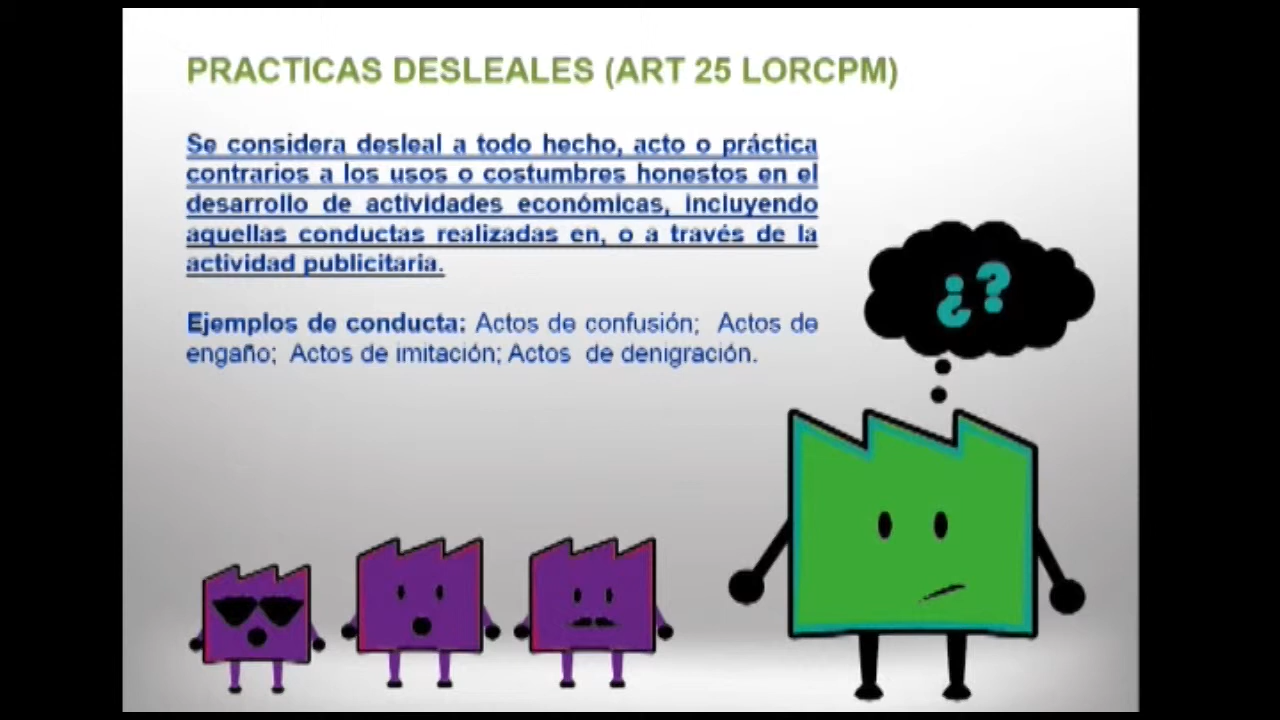 PRACTICAS DESLEALES (ART 25 LORCPM)
Se considera desleal a todo hecho, acto o práctica
contrarios a los usos o costumbres honestos en el
desarrollo de actividades económicas, incluyendo
aquellas conductas realizadas en, o a través de la
actividad publicitaria.
Ejemplos de conducta: Actos de confusión; Actos de
engaño; Actos de imitación; Actos de denigración.
¿?